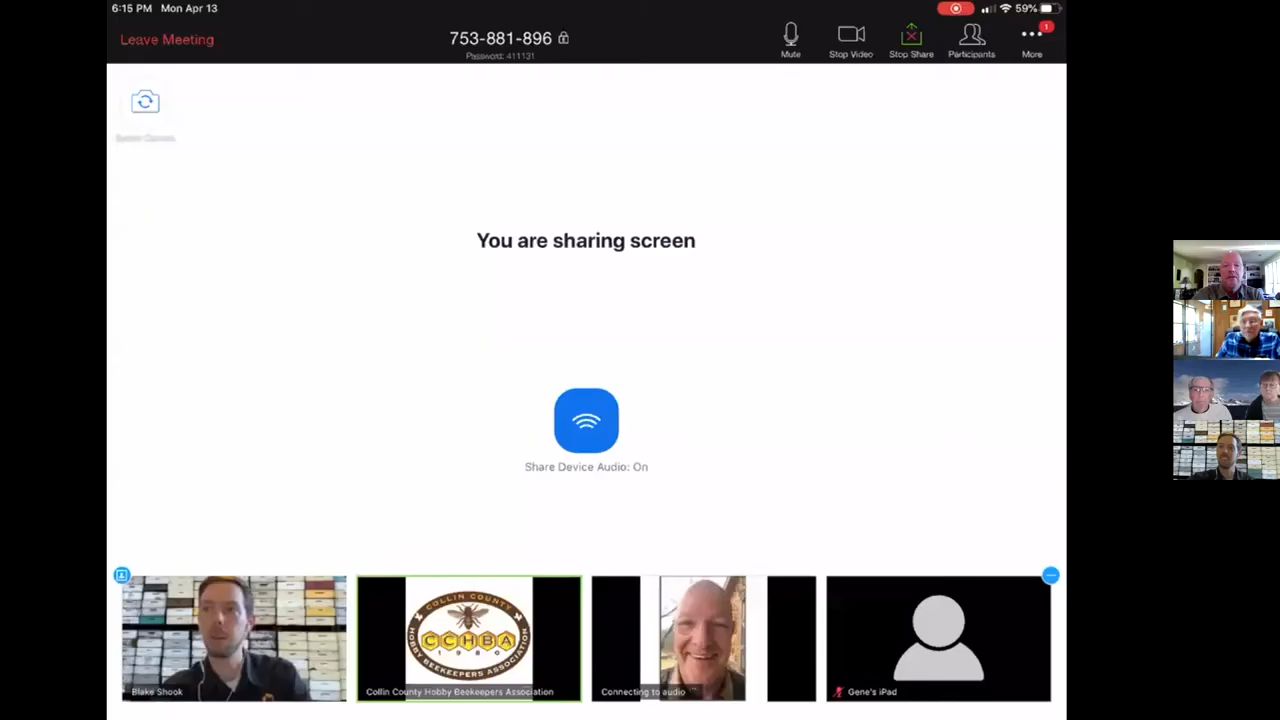 6:15 PM Mon Apr 13
59%
Leave Meeting
753-881-896
Password: 411131
Mute
Stop Video
Stop Share
Participants
1
More
You are sharing screen
Share Device Audio: On
COLLIN COUNTY
CCHBA
1980
HOBBY BEEKEEPERS ASSOCIATION
Blake Shook
Collin County Hobby Beekeepers Association
Connecting to audio
Gene's iPad